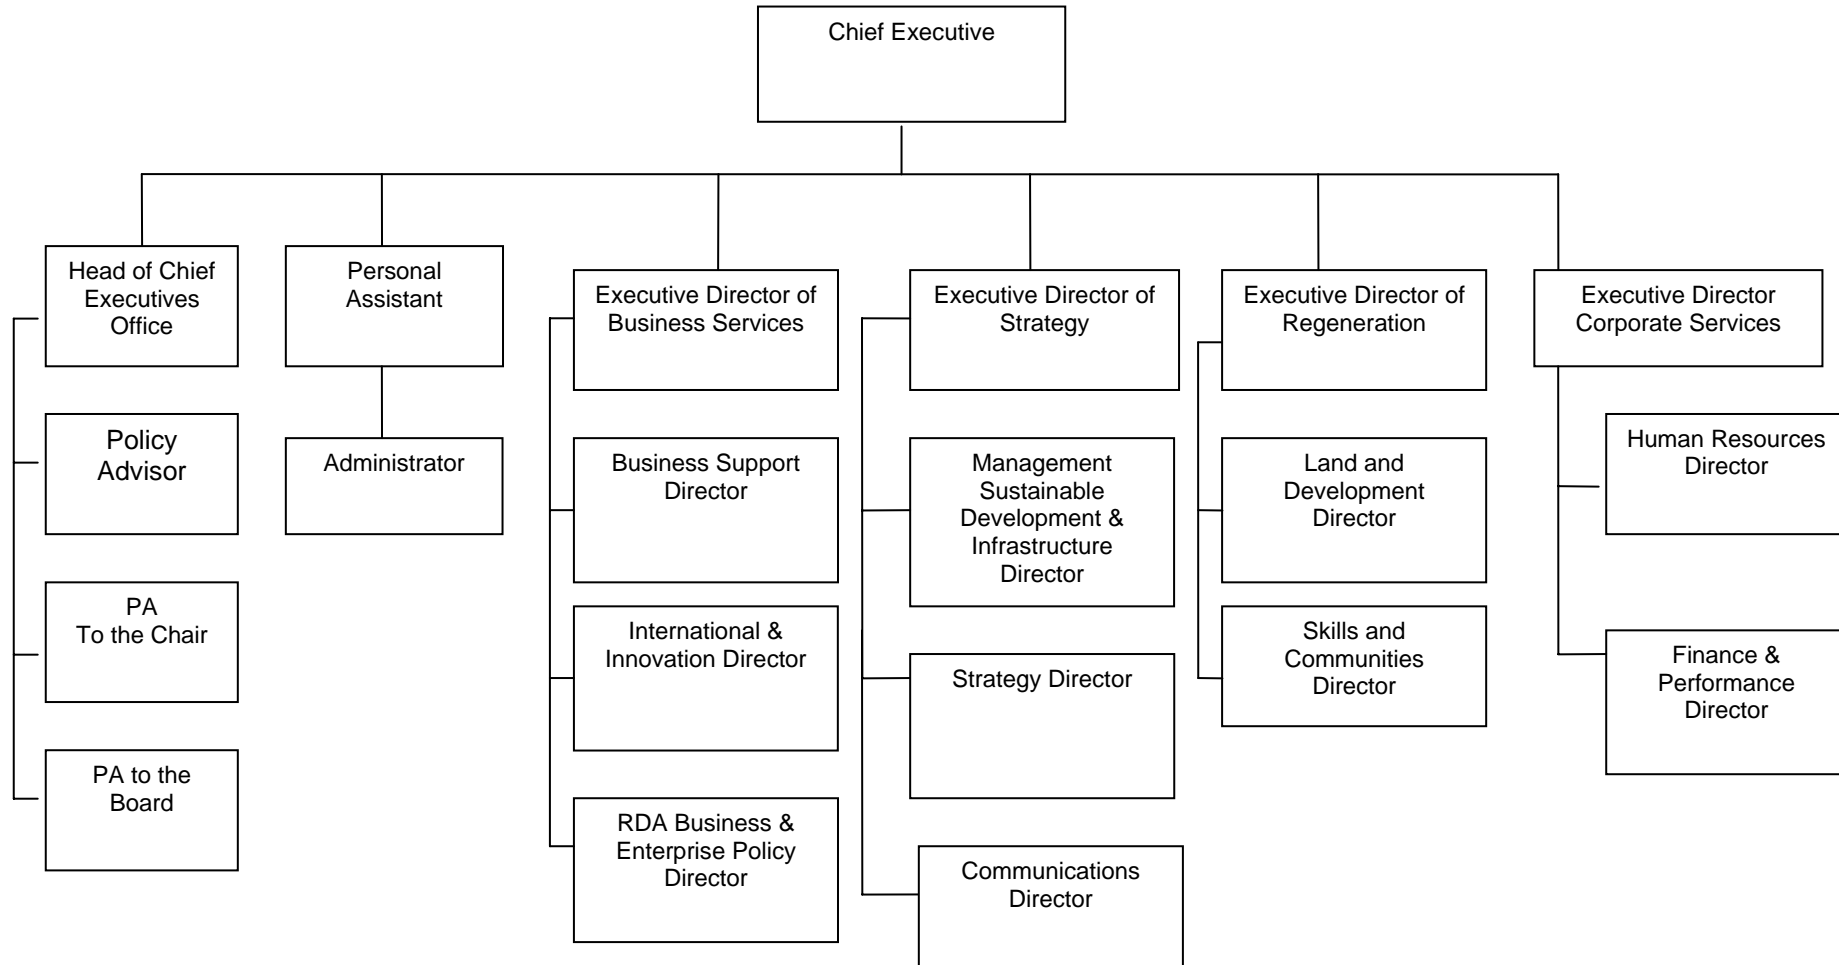 Chief Executive
Head of Chief
Executives
Office
Personal
Assistant
Executive Director of
Business Services
Executive Director of
Strategy
Executive Director of
Regeneration
Executive Director
Corporate Services
Policy
Advisor
Administrator
Business Support
Director
Management
Sustainable
Development &
Infrastructure
Director
Land and
Development
Director
Human Resources
Director
PA
To the Chair
International &
Innovation Director
Strategy Director
Skills and
Communities
Director
Finance &
Performance
Director
PA to the
Board
RDA Business &
Enterprise Policy
Director
Communications
Director